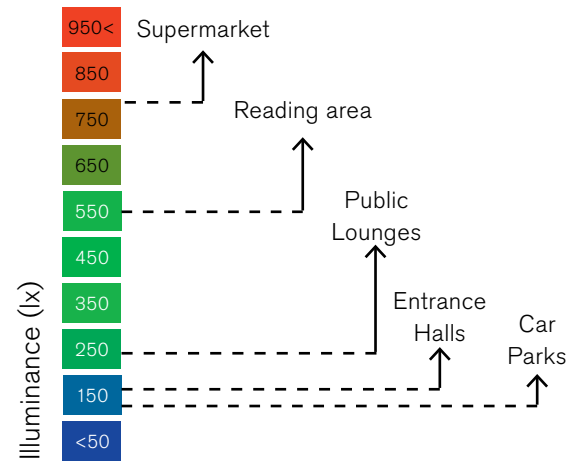 950<
Supermarket
850
750
Reading area
650
550
Public
Lounges
450
350
Entrance
Halls
250
Car
Parks
150
<50
Illuminance (lx)